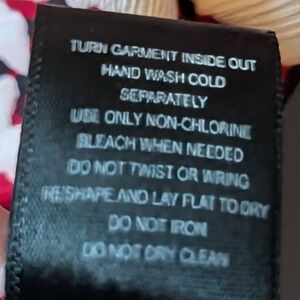 TURN GARMENT INSIDE OUT
HAND WASH COLD
SEPARATELY
USE ONLY NON-CHLORINE
BLEACH WHEN NEEDED
DO NOT TWIST OR WRING
RESHAPE AND LAY FLAT TO DRY
DO NOT IRON
DO NOT DRY CLEAN